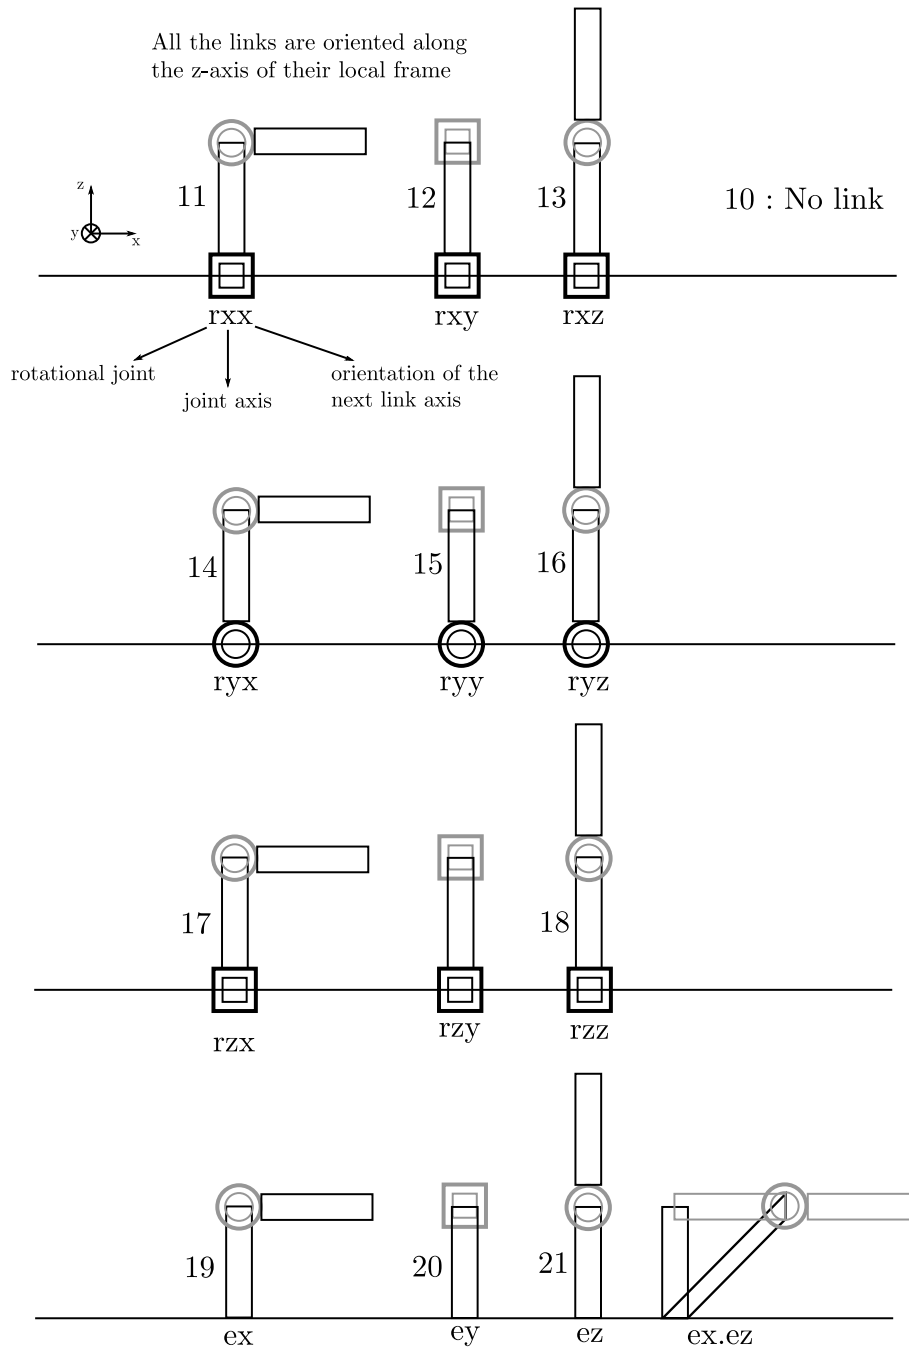 All the links are oriented along
the z-axis of their local frame
z
y
x
11
12
13
10 : No link
rxx
rxy
rxz
rotational joint
joint axis
orientation of the
next link axis
14
15
16
ryx
ryy
ryz
17
18
rzx
rzy
rzz
19
20
21
ex
ey
ez
ex.ez